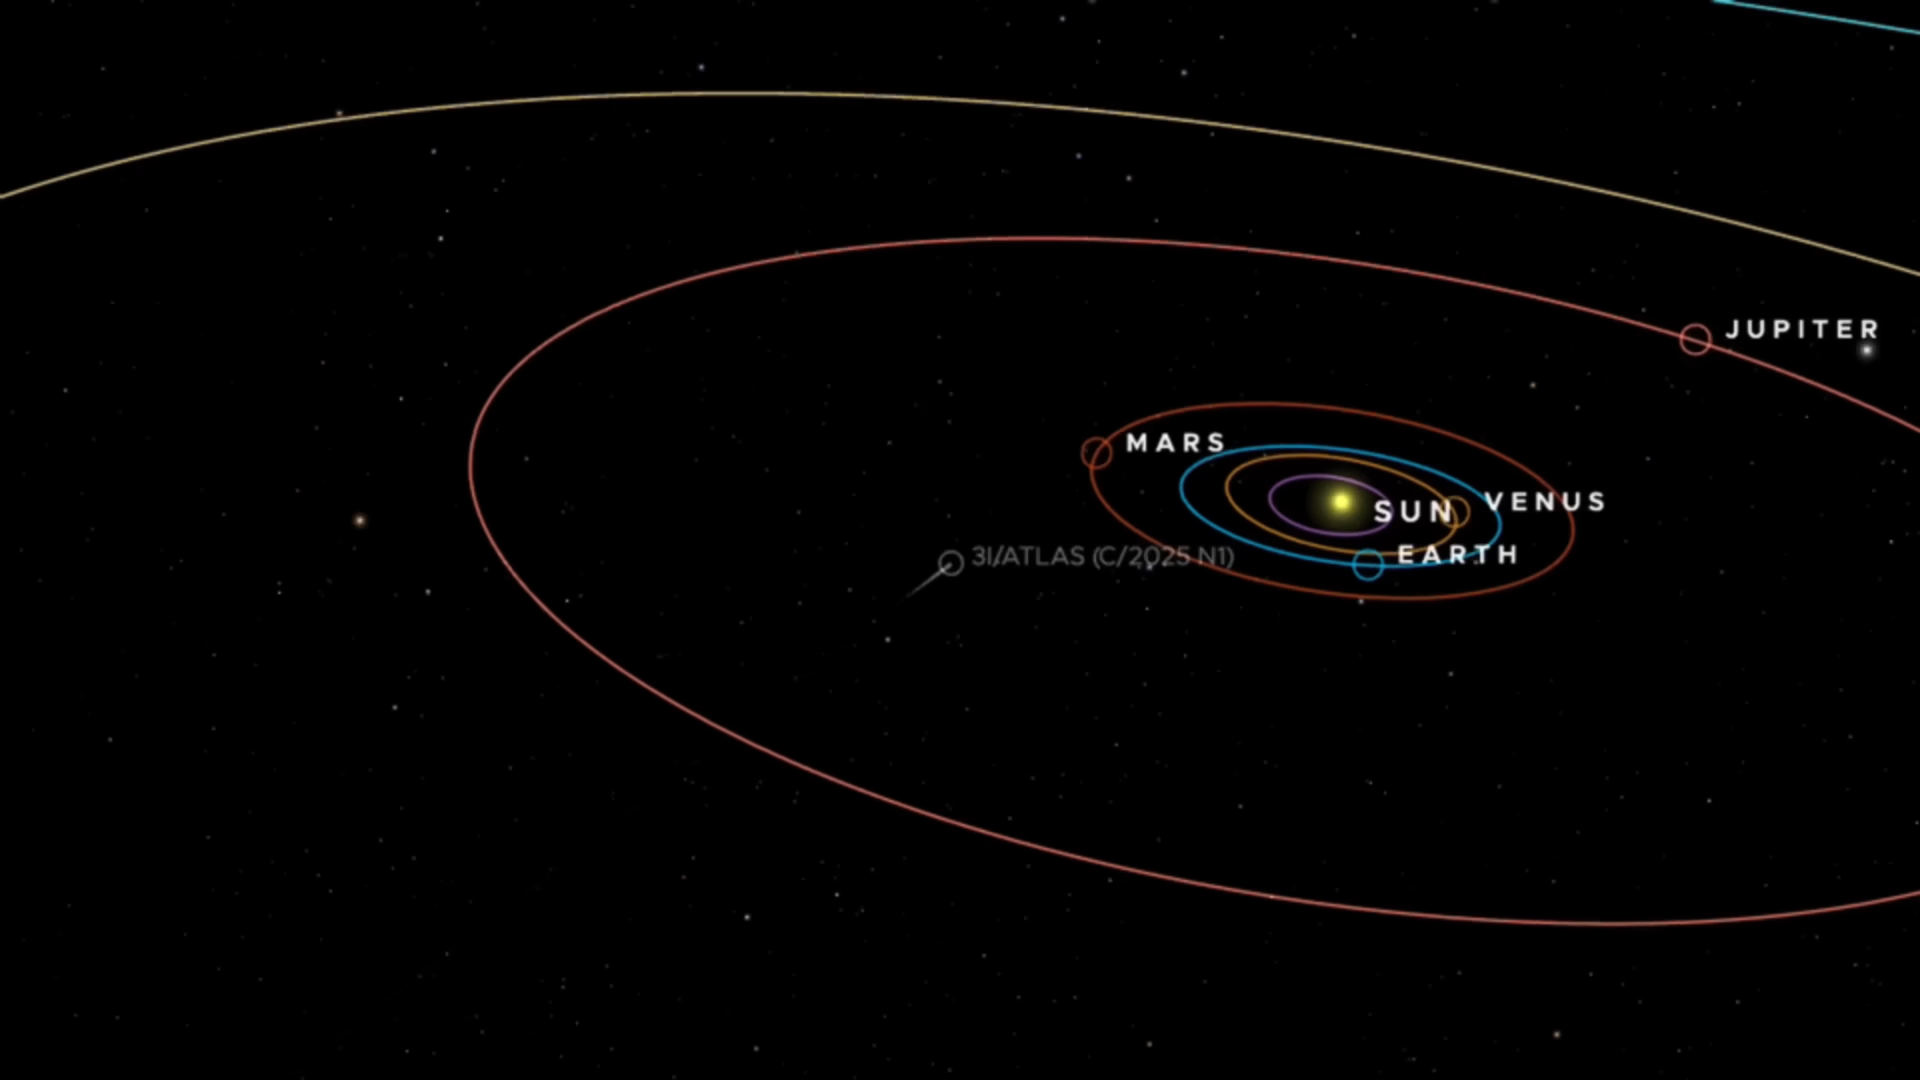 JUPITER
MARS
VENUS
SUN
EARTH
3I/ATLAS (C/2025 N1)